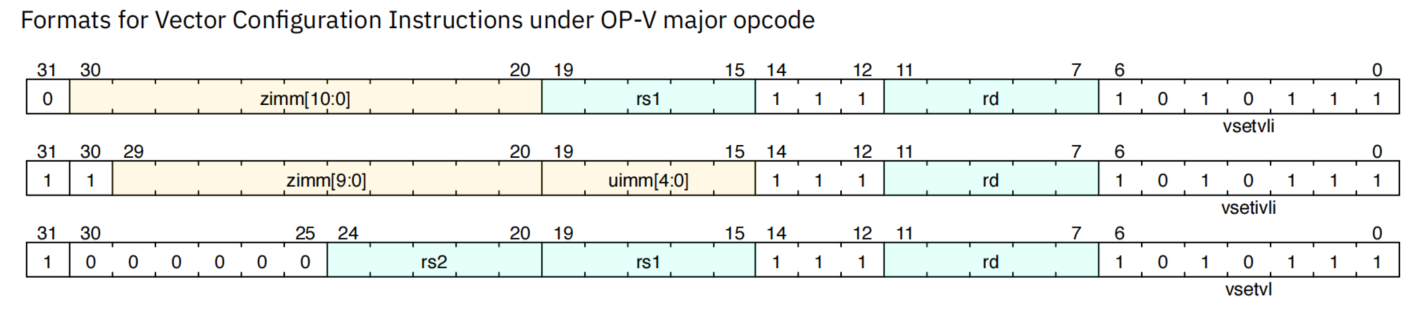 Formats for Vector Configuration Instructions under OP-V major opcode
31 30 20 19 15 14 12 11 7 6 0
0 zimm[10:0] rs1 1 1 1 rd 1 0 1 0 1 1 1
vsetvli
31 30 29 20 19 15 14 12 11 7 6 0
1 1 zimm[9:0] uimm[4:0] 1 1 1 rd 1 0 1 0 1 1 1
vsetivli
31 30 25 24 20 19 15 14 12 11 7 6 0
1 0 0 0 0 0 0 rs2 rs1 1 1 1 rd 1 0 1 0 1 1 1
vsetvl